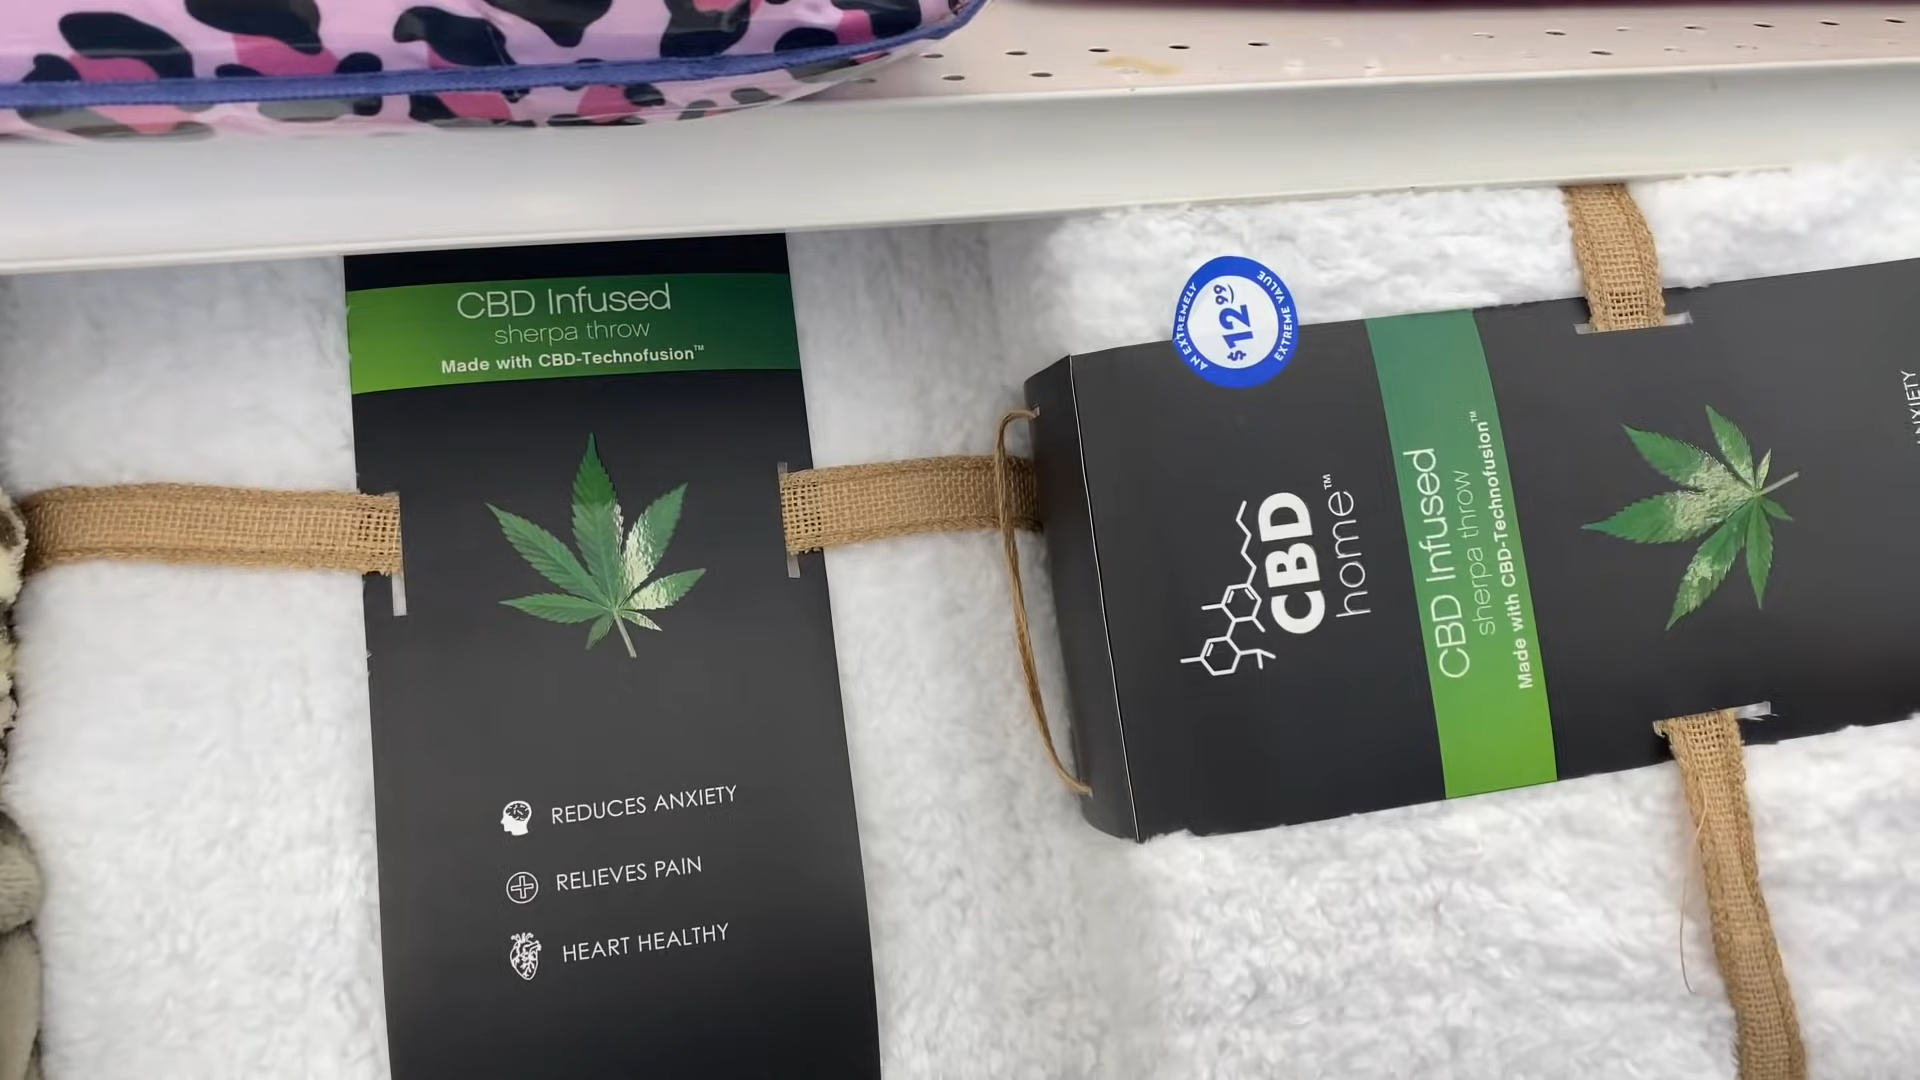 CBD Infused
sherpa throw
Made with CBD-Technofusion™
REDUCES ANXIETY
RELIEVES PAIN
HEART HEALTHY
AN EXTREMELY
$12.99
EXTREME VALUE
CBD
home™
CBD Infused
sherpa throw
Made with CBD-Technofusion™